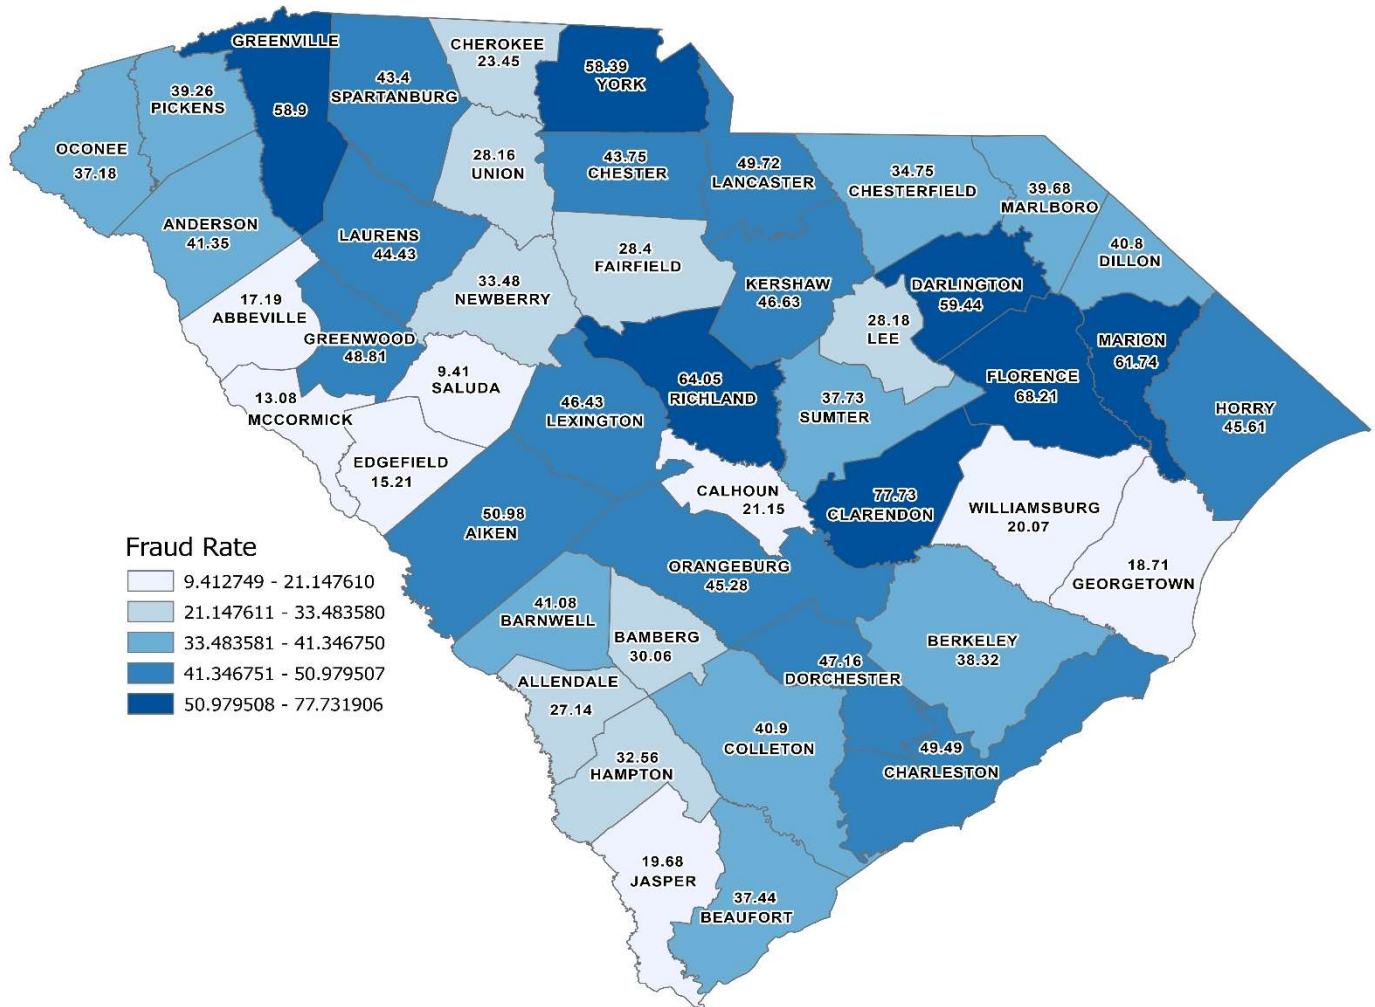 GREENVILLE
58.9
CHEROKEE
23.45
58.39
YORK
43.4
SPARTANBURG
39.26
PICKENS
OCONEE
37.18
28.16
UNION
43.75
CHESTER
49.72
LANCASTER
34.75
CHESTERFIELD
39.68
MARLBORO
ANDERSON
41.35
LAURENS
44.43
28.4
FAIRFIELD
40.8
DILLON
33.48
NEWBERRY
KERSHAW
46.63
DARLINGTON
59.44
17.19
ABBEVILLE
GREENWOOD
48.81
28.18
LEE
MARION
61.74
9.41
SALUDA
64.05
RICHLAND
FLORENCE
68.21
13.08
MCCORMICK
46.43
LEXINGTON
37.73
SUMTER
HORRY
45.61
EDGEFIELD
15.21
CALHOUN
21.15
77.73
CLARENDON
WILLIAMSBURG
20.07
50.98
AIKEN
ORANGEBURG
45.28
18.71
GEORGETOWN
41.08
BARNWELL
BAMBERG
30.06
BERKELEY
38.32
47.16
DORCHESTER
ALLENDALE
27.14
40.9
COLLETON
49.49
CHARLESTON
32.56
HAMPTON
19.68
JASPER
37.44
BEAUFORT
Fraud Rate
9.412749 - 21.147610
21.147611 - 33.483580
33.483581 - 41.346750
41.346751 - 50.979507
50.979508 - 77.731906